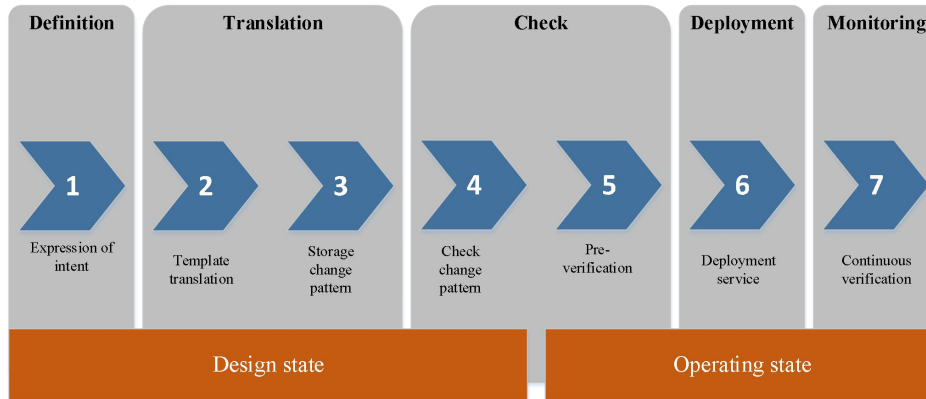 Definition
Translation
Check
Deployment
Monitoring
1
2
3
4
5
6
7
Expression of
intent
Template
translation
Storage
change
pattern
Check
change
pattern
Pre-
verification
Deployment
service
Continuous
verification
Design state
Operating state